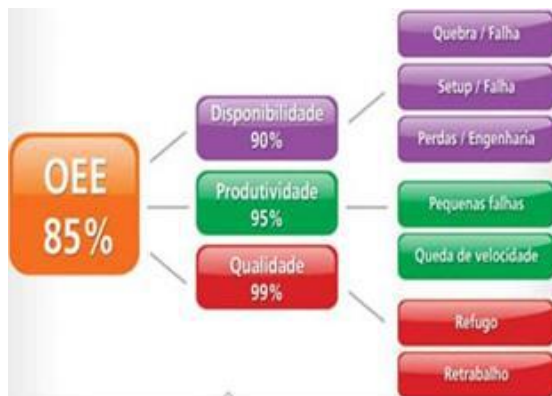 OEE
85%
Disponibilidade
90%
Produtividade
95%
Qualidade
99%
Quebra / Falha
Setup / Falha
Perdas / Engenharia
Pequenas falhas
Queda de velocidade
Refugo
Retrabalho